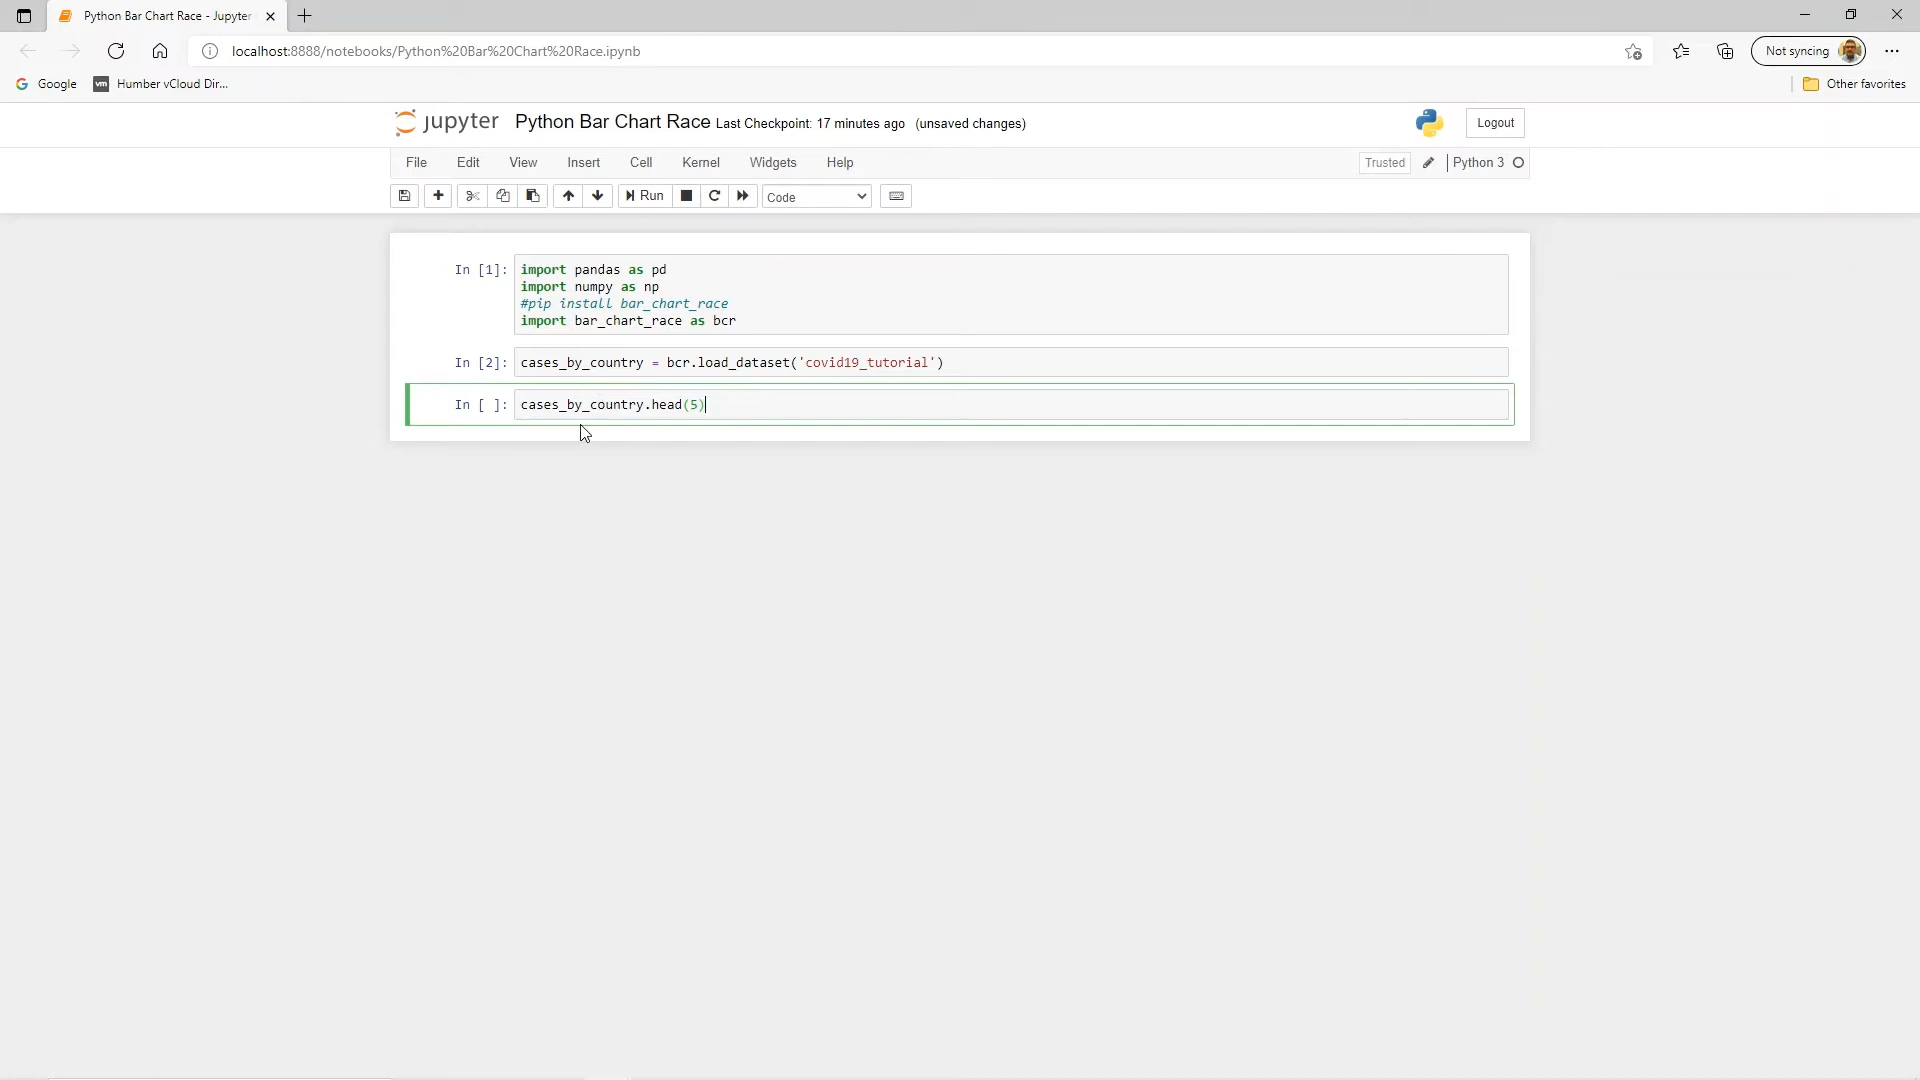 Python Bar Chart Race - Jupyter
localhost:8888/notebooks/Python%20Bar%20Chart%20Race.ipynb
Not syncing
Google
vm Humber vCloud Dir...
Other favorites
jupyter Python Bar Chart Race Last Checkpoint: 17 minutes ago (unsaved changes)
Logout
File Edit View Insert Cell Kernel Widgets Help
Trusted Python 3
Run Code
In [1]: import pandas as pd
import numpy as np
#pip install bar_chart_race
import bar_chart_race as bcr
In [2]: cases_by_country = bcr.load_dataset('covid19_tutorial')
In [ ]: cases_by_country.head(5)